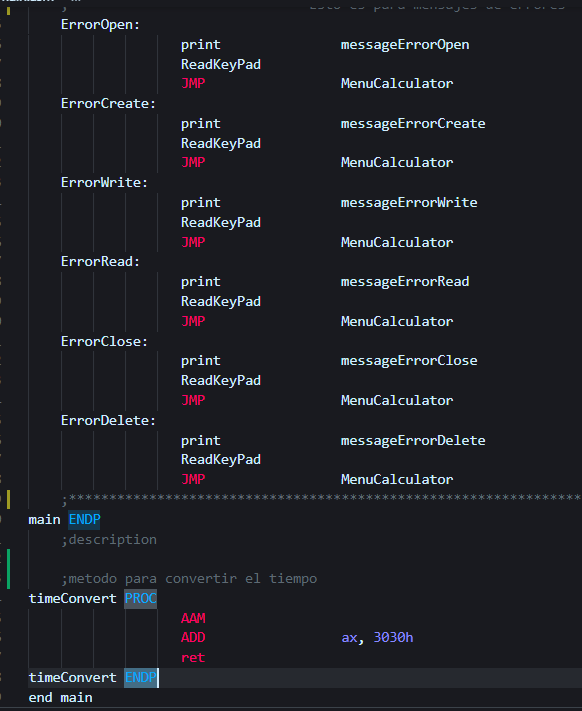 ; Esto es para mensajes de errores
ErrorOpen:
print messageErrorOpen
ReadKeyPad
JMP MenuCalculator
ErrorCreate:
print messageErrorCreate
ReadKeyPad
JMP MenuCalculator
ErrorWrite:
print messageErrorWrite
ReadKeyPad
JMP MenuCalculator
ErrorRead:
print messageErrorRead
ReadKeyPad
JMP MenuCalculator
ErrorClose:
print messageErrorClose
ReadKeyPad
JMP MenuCalculator
ErrorDelete:
print messageErrorDelete
ReadKeyPad
JMP MenuCalculator
;****************************************************************
main ENDP
;description
;metodo para convertir el tiempo
timeConvert PROC
AAM
ADD ax, 3030h
ret
timeConvert ENDP
end main